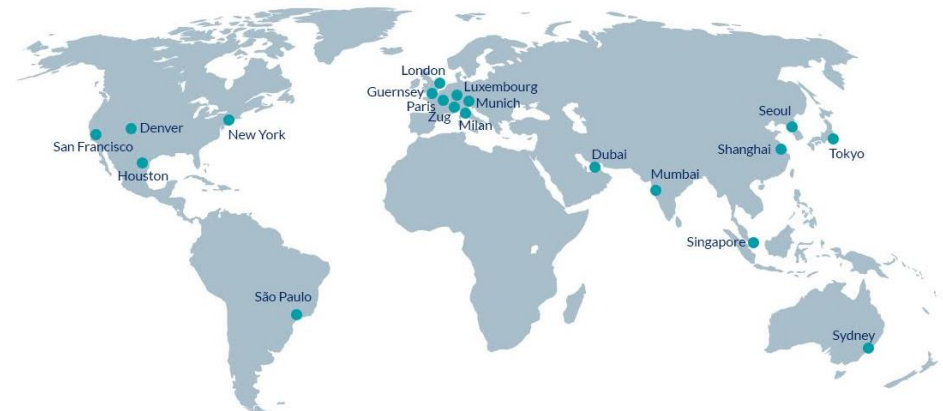 London
Luxembourg
Guernsey
Paris
Munich
Zug
Milan
Denver
New York
San Francisco
Houston
Seoul
Shanghai
Tokyo
Dubai
Mumbai
Singapore
São Paulo
Sydney